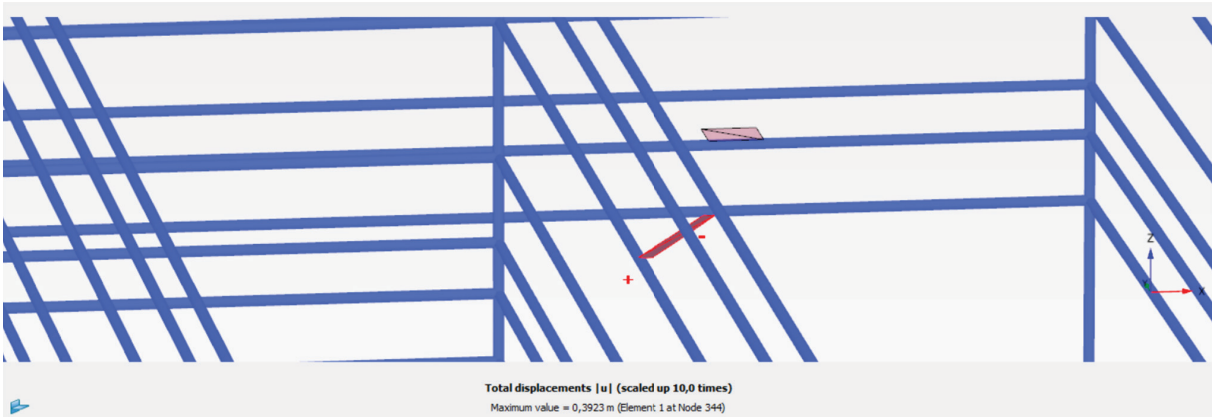 +
-
Z
Y
X
Total displacements |u| (scaled up 10,0 times)
Maximum value = 0,3923 m (Element 1 at Node 344)